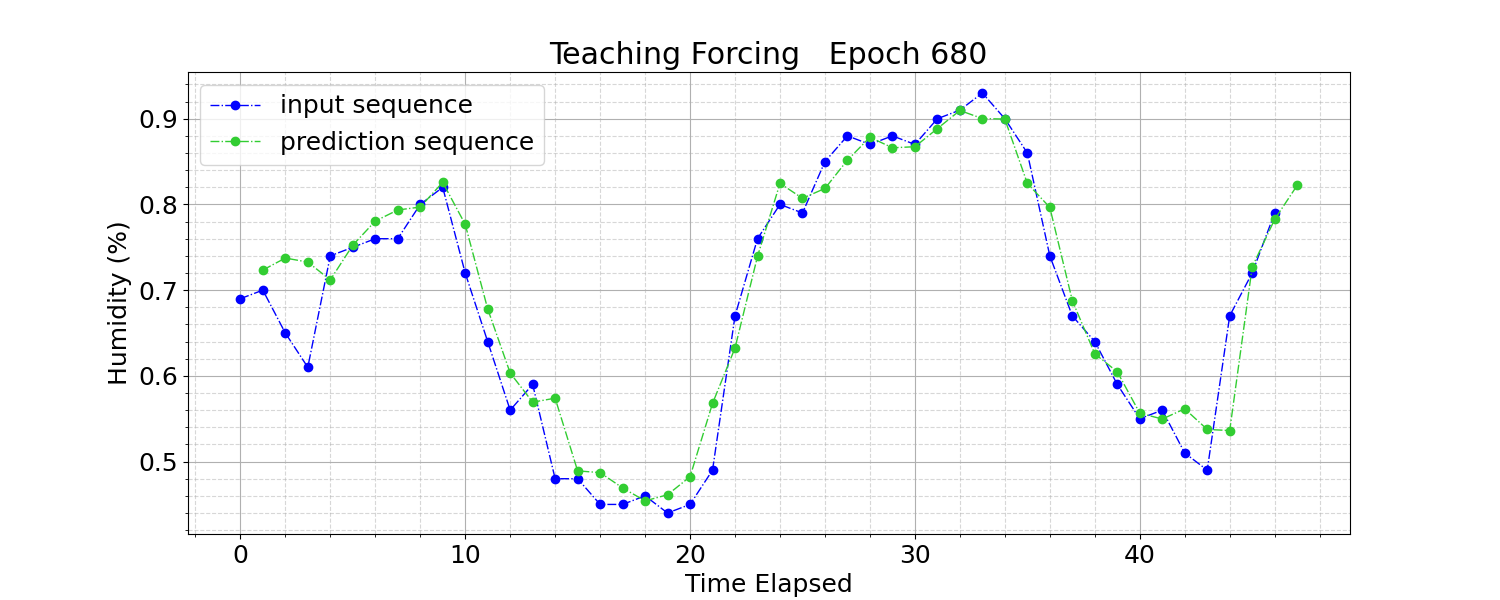 Teaching Forcing   Epoch 680
input sequence
prediction sequence
Humidity (%)
0.9
0.8
0.7
0.6
0.5
0 10 20 30 40
Time Elapsed